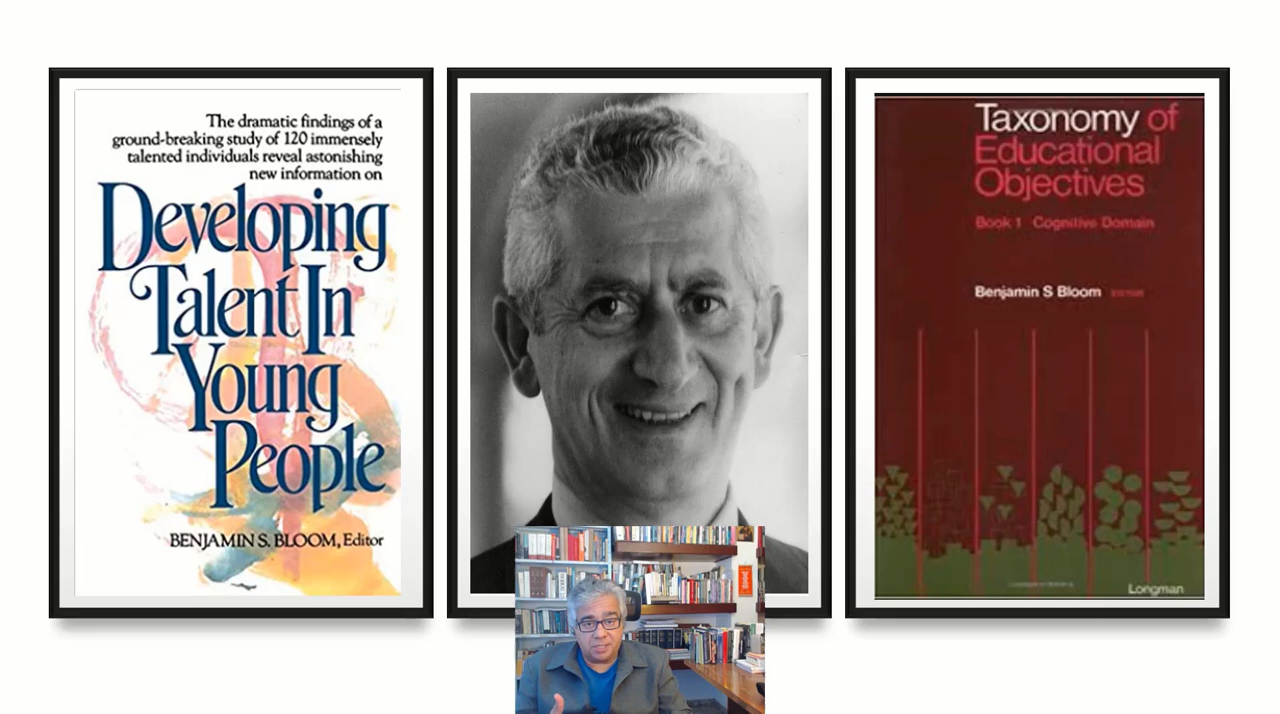 The dramatic findings of a
ground-breaking study of 120 immensely
talented individuals reveal astonishing
new information on
Developing
Talent In
Young
People
BENJAMIN S. BLOOM, Editor
Taxonomy of
Educational
Objectives
Book 1 Cognitive Domain
Benjamin S Bloom EDITOR
Longman